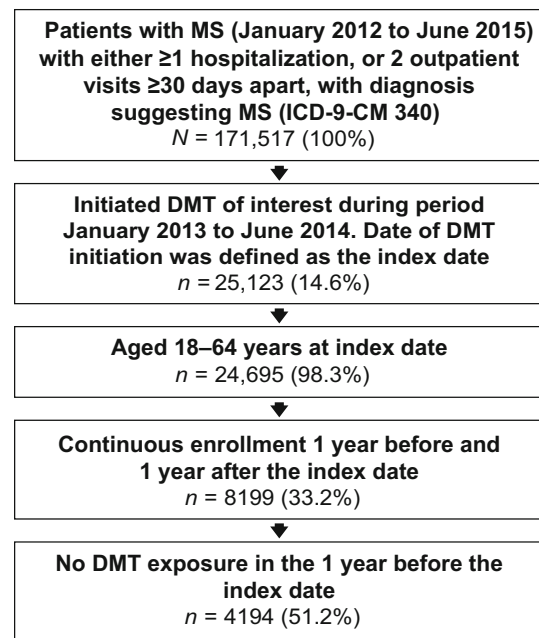 Patients with MS (January 2012 to June 2015)
with either ≥1 hospitalization, or 2 outpatient
visits ≥30 days apart, with diagnosis
suggesting MS (ICD-9-CM 340)
N = 171,517 (100%)
Initiated DMT of interest during period
January 2013 to June 2014. Date of DMT
initiation was defined as the index date
n = 25,123 (14.6%)
Aged 18–64 years at index date
n = 24,695 (98.3%)
Continuous enrollment 1 year before and
1 year after the index date
n = 8199 (33.2%)
No DMT exposure in the 1 year before the
index date
n = 4194 (51.2%)